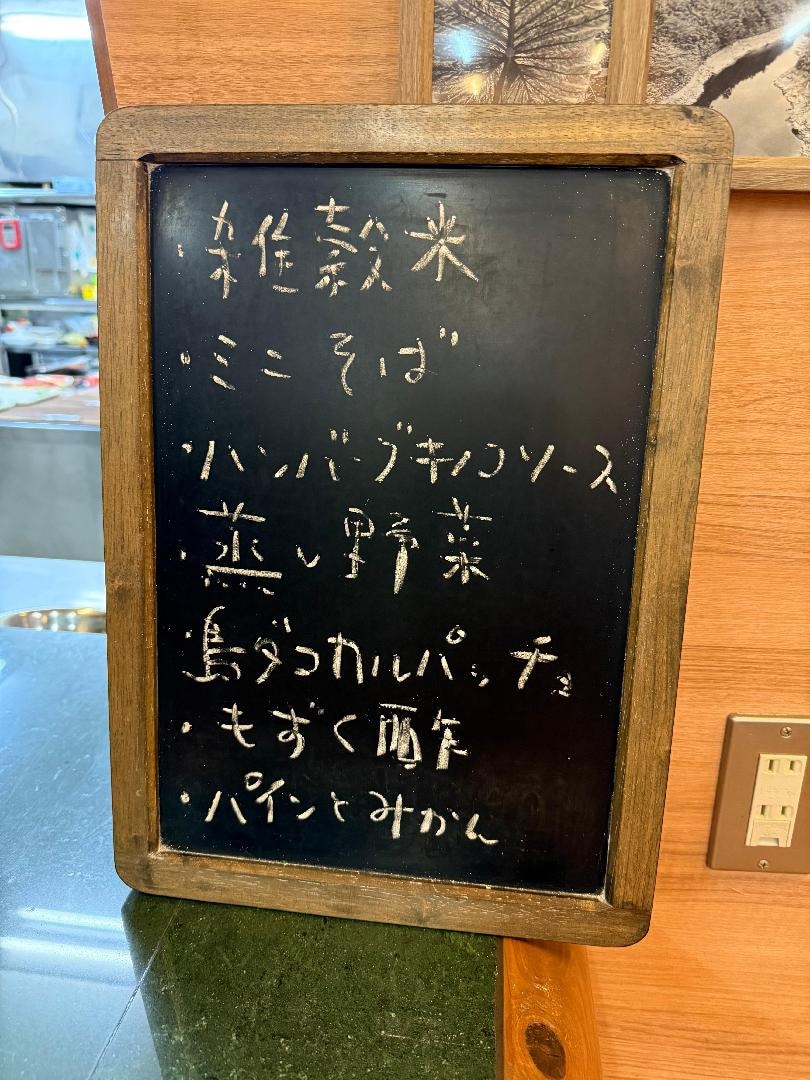 ・雑穀米
・ミニそば
・ハンバーグキノコソース
・蒸し野菜
・島ダコカルパッチョ
・もずく酢
・パインとみかん